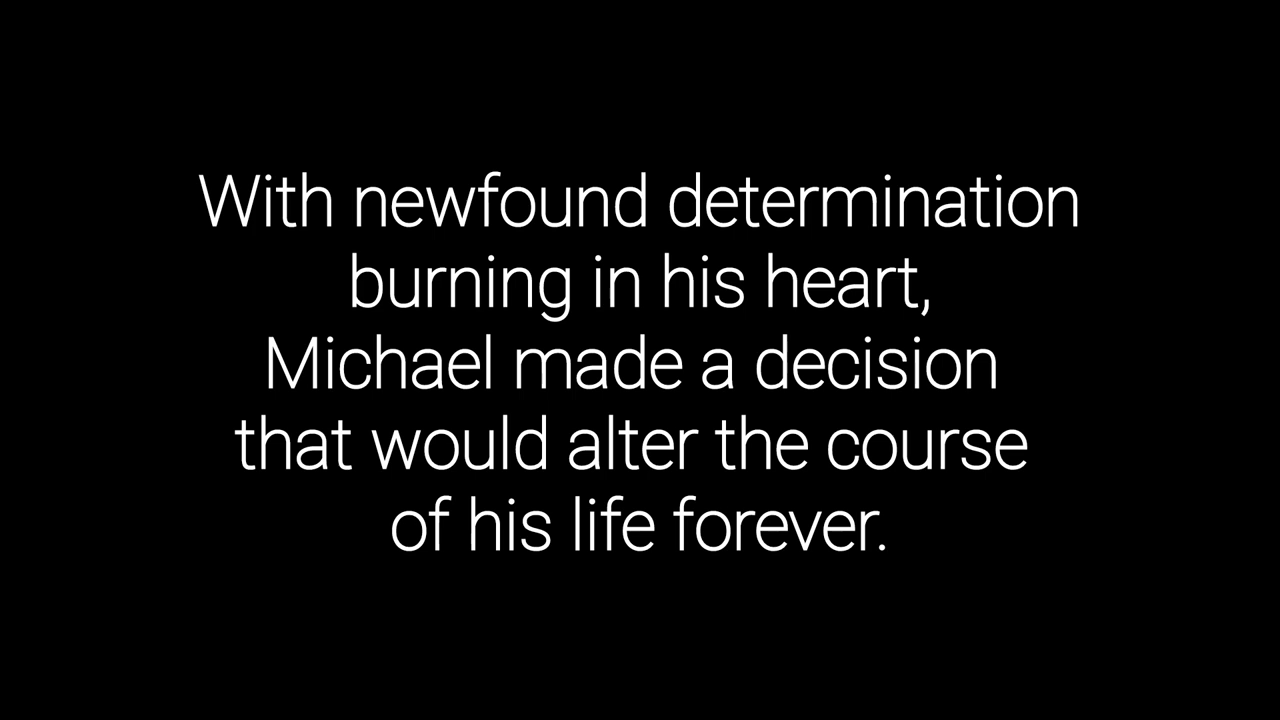 With newfound determination
burning in his heart,
Michael made a decision
that would alter the course
of his life forever.